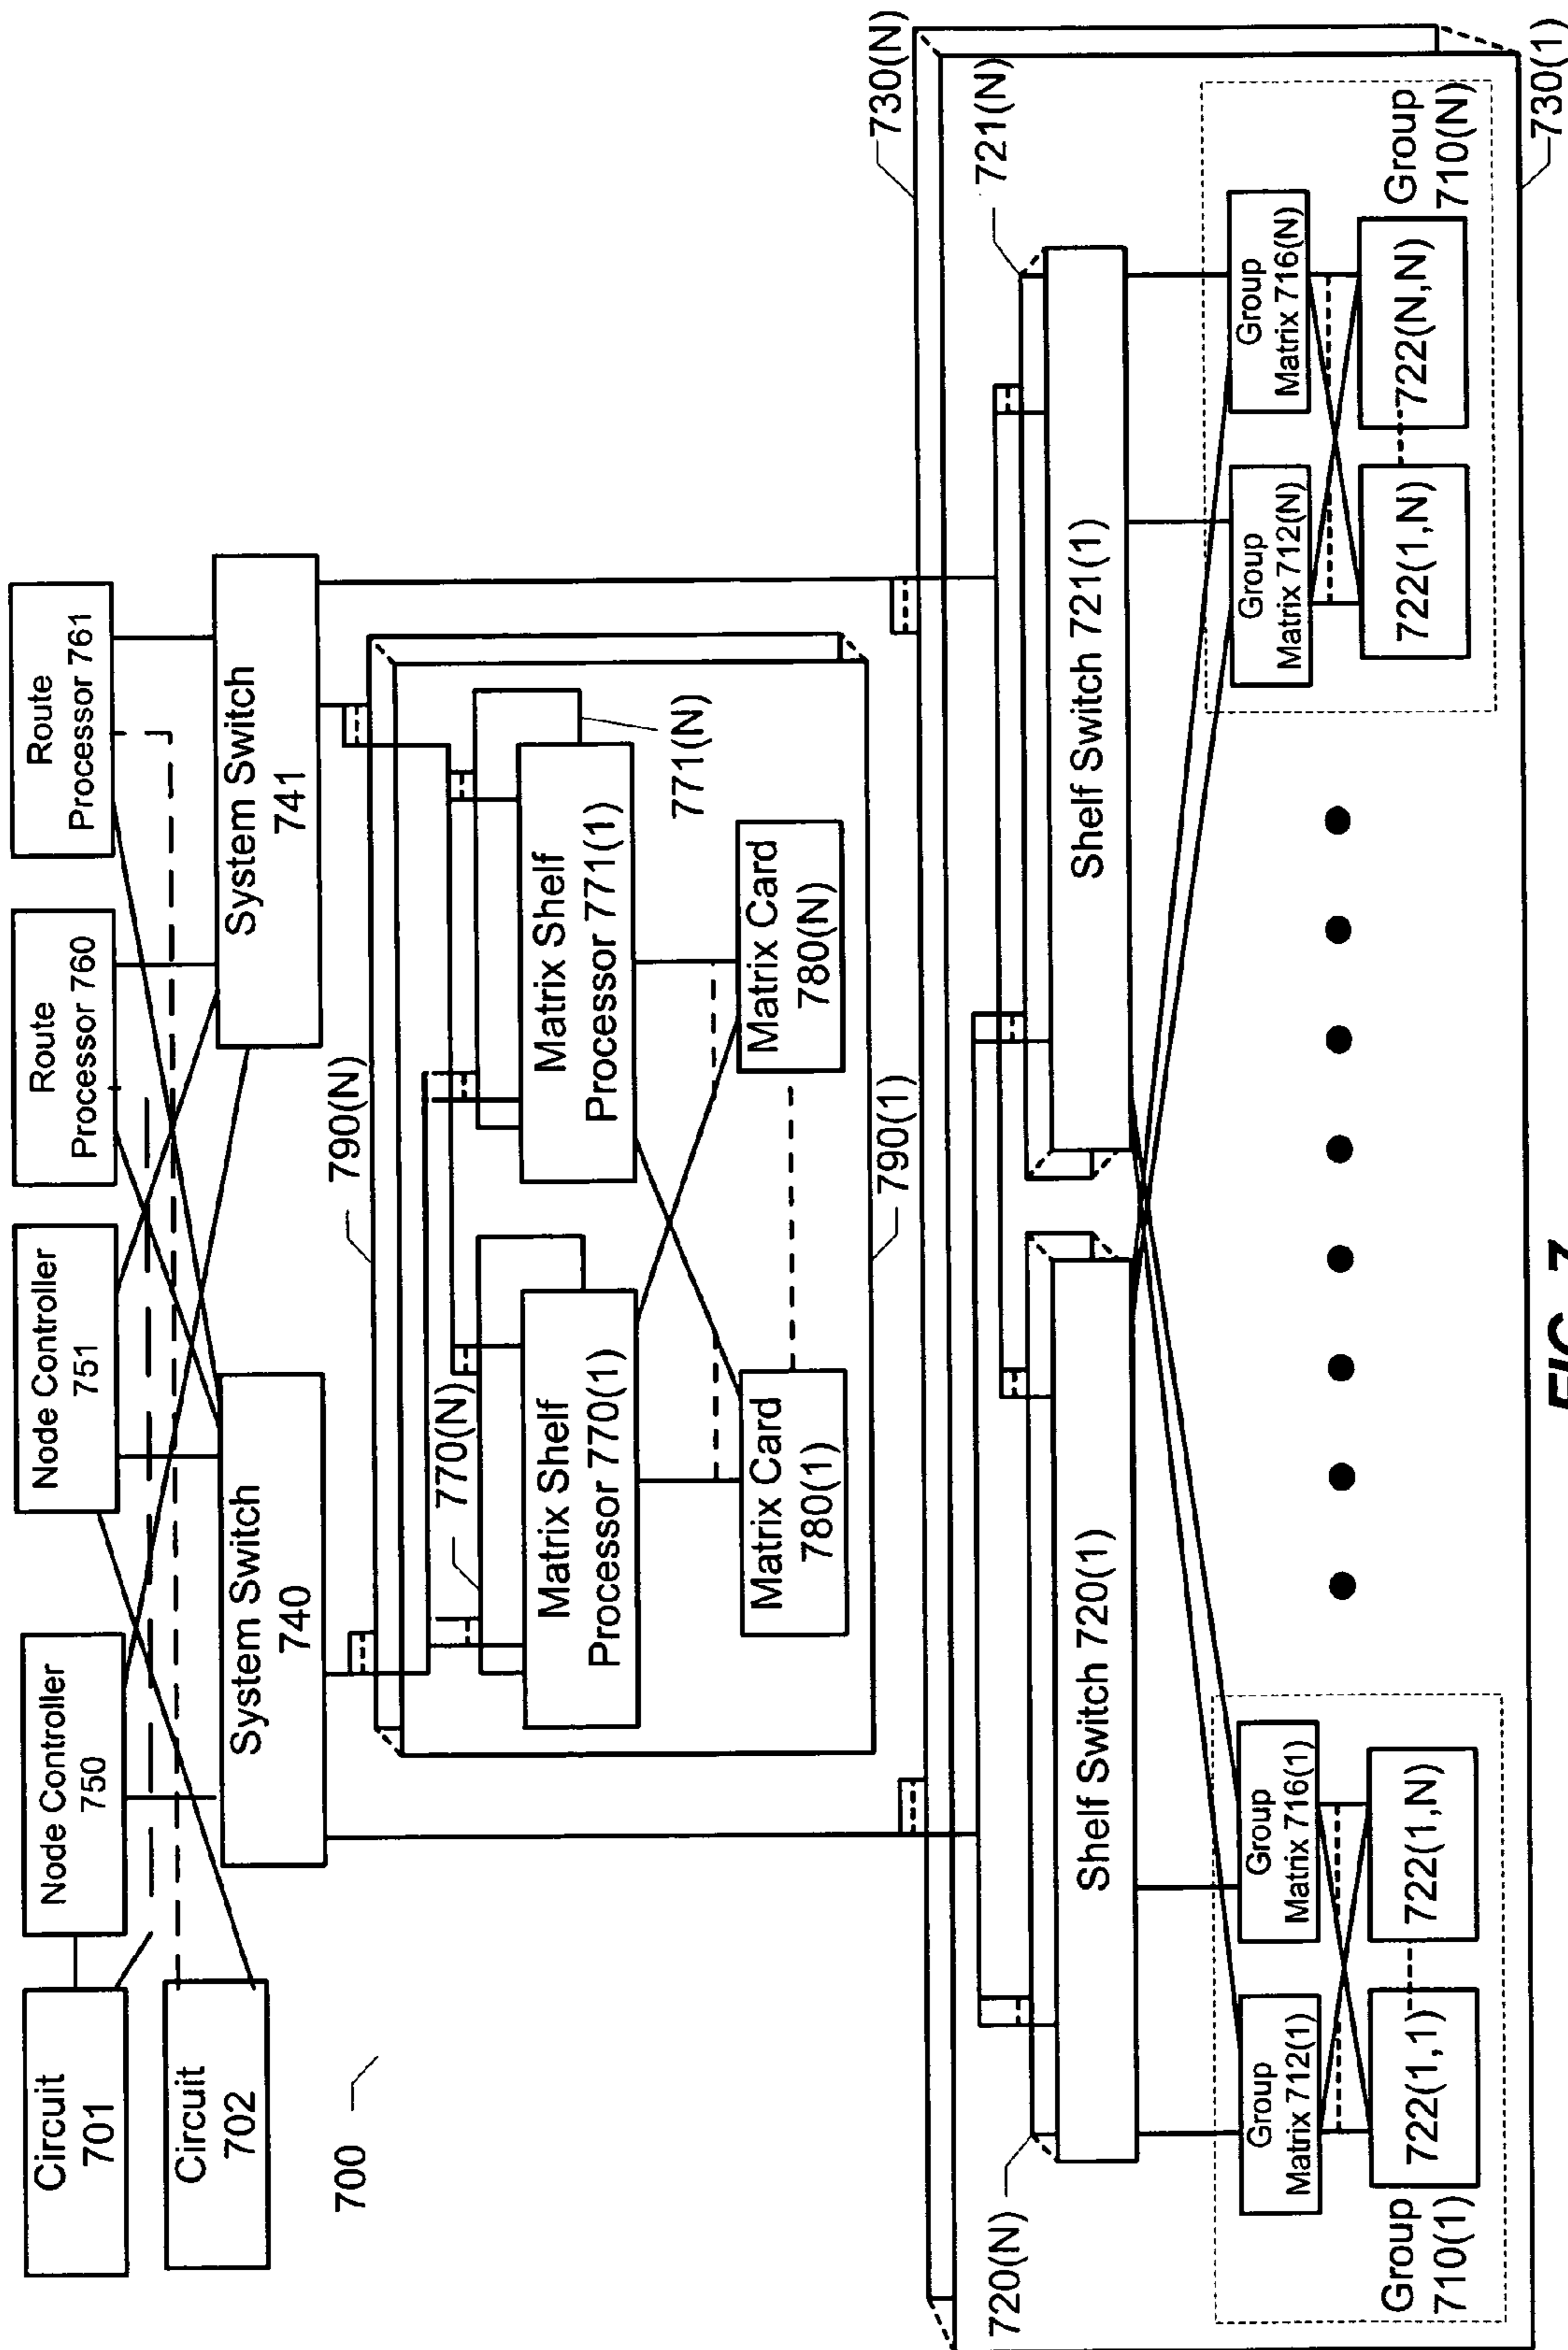 Circuit
701
Circuit
702
700
Node Controller
750
Node Controller
751
Route
Processor 760
Route
Processor 761
System Switch
740
System Switch
741
790(N)
770(N)
Matrix Shelf
Processor 770(1)
Matrix Shelf
Processor 771(1)
771(N)
Matrix Card
780(1)
Matrix Card
780(N)
790(1)
730(N)
720(N)
721(N)
Shelf Switch 720(1)
Shelf Switch 721(1)
Group
Matrix 712(1)
Group
Matrix 716(1)
Group
Matrix 712(N)
Group
Matrix 716(N)
Group
710(1)
722(1,1)
722(1,N)
722(1,N)
722(N,N)
Group
710(N)
730(1)
FIG. 7